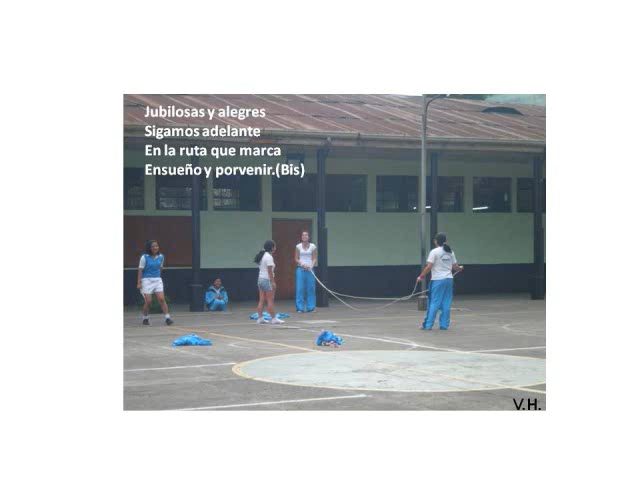 Jubilosas y alegres
Sigamos adelante
En la ruta que marca
Ensueño y porvenir.(Bis)
V.H.